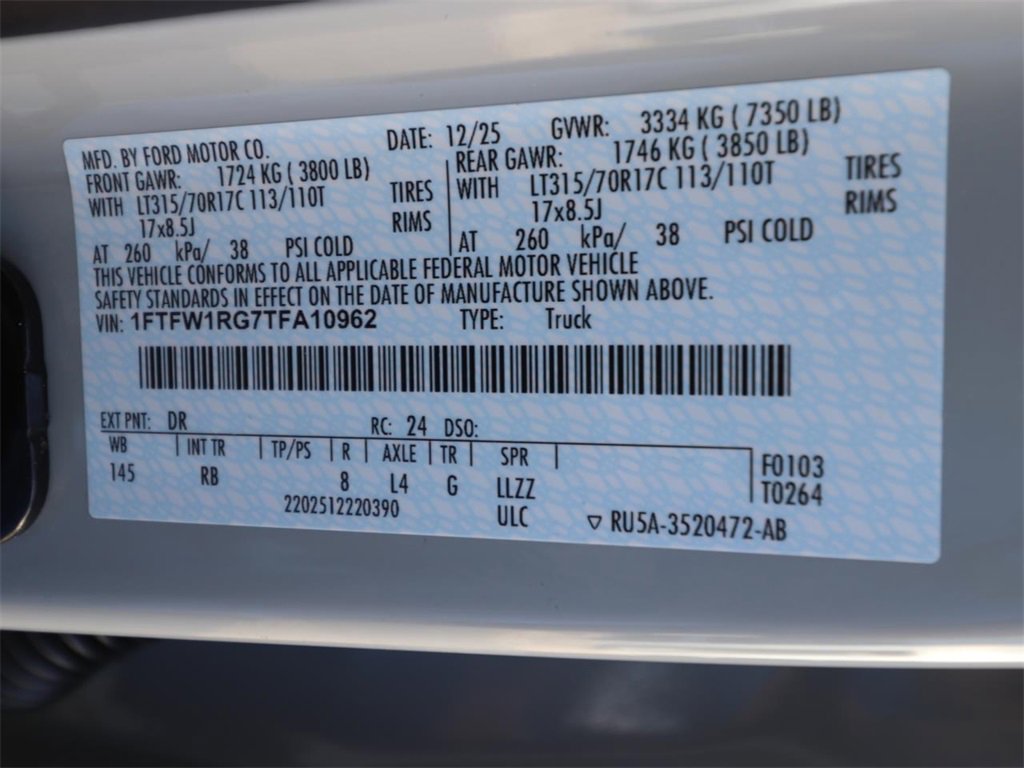 MFD. BY FORD MOTOR CO. DATE: 12/25 GVWR: 3334 KG ( 7350 LB)
FRONT GAWR: 1724 KG ( 3800 LB) REAR GAWR: 1746 KG ( 3850 LB)
WITH LT315/70R17C 113/110T TIRES WITH LT315/70R17C 113/110T TIRES
17x8.5J RIMS 17x8.5J RIMS
AT 260 kPa/ 38 PSI COLD AT 260 kPa/ 38 PSI COLD
THIS VEHICLE CONFORMS TO ALL APPLICABLE FEDERAL MOTOR VEHICLE
SAFETY STANDARDS IN EFFECT ON THE DATE OF MANUFACTURE SHOWN ABOVE.
VIN: 1FTFW1RG7TFA10962 TYPE: Truck
EXT PNT: DR RC: 24 DSO:
WB INT TR TP/PS R AXLE TR SPR F0103
145 RB 8 L4 G LLZZ T0264
2202512220390 ULC RU5A-3520472-AB